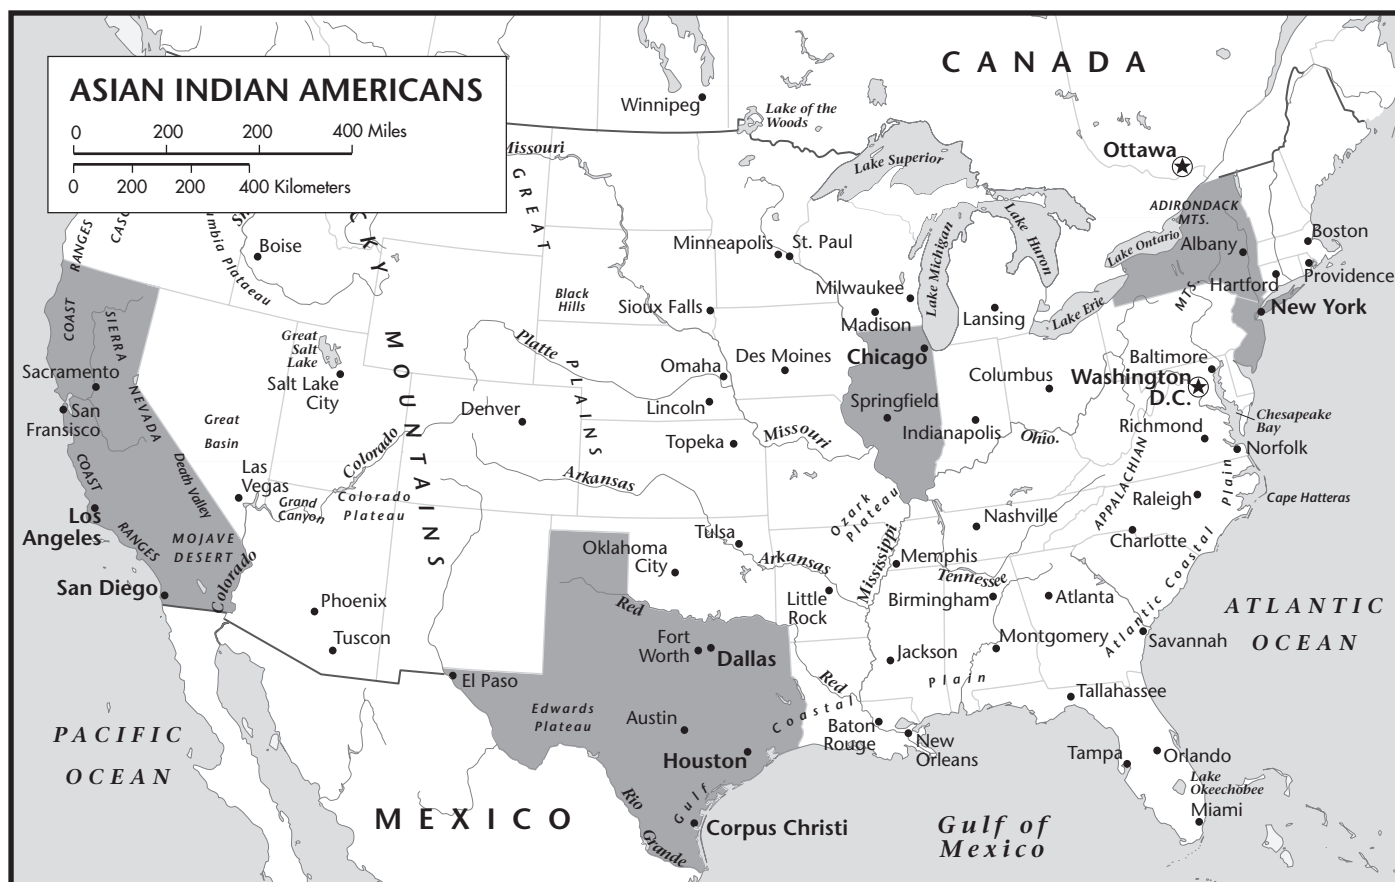 ASIAN INDIAN AMERICANS
0 200 200 400 Miles
0 200 200 400 Kilometers
CANADA
Winnipeg
Lake of the
Woods
Ottawa
Lake Superior
Missouri
GREAT
PLAINS
RANGES
CASC
umbia Plateau
CKY
MOUNTAINS
Boise
Minneapolis
St. Paul
Lake Michigan
Lake Huron
Lake Ontario
ADIRONDACK
MTS.
Albany
Boston
Providence
Hartford
New York
MTS.
Lake Erie
Black
Hills
Sioux Falls
Milwaukee
Madison
Lansing
COAST
SIERRA
NEVADA
Great
Salt
Lake
Salt Lake
City
Platte
Omaha
Des Moines
Chicago
Columbus
Baltimore
Washington
D.C.
Sacramento
San
Fransisco
Great
Basin
Denver
Lincoln
Springfield
Indianapolis
Ohio.
Richmond
Chesapeake
Bay
Norfolk
Topeka
Missouri
Colorado
COAST
RANGES
Death Valley
Las
Vegas
Grand
Canyon
Colorado
Plateau
Arkansas
Ozark
Plateau
APPALACHIAN
Raleigh
Plain
Cape Hatteras
Los
Angeles
MOJAVE
DESERT
Colorado
Tulsa
Nashville
Charlotte
Oklahoma
City
Arkansas
Mississippi
Memphis
Tennessee
San Diego
Phoenix
Tuscon
Red
Little
Rock
Birmingham
Atlanta
Atlantic Coastal
ATLANTIC
OCEAN
Fort
Worth
Dallas
Jackson
Montgomery
Savannah
El Paso
Red
Plain
Coastal
Tallahassee
Edwards
Plateau
Austin
Baton
Rouge
New
Orleans
PACIFIC
OCEAN
Houston
Tampa
Orlando
Lake
Okeechobee
Miami
Gulf
Rio
Grande
Corpus Christi
MEXICO
Gulf of
Mexico